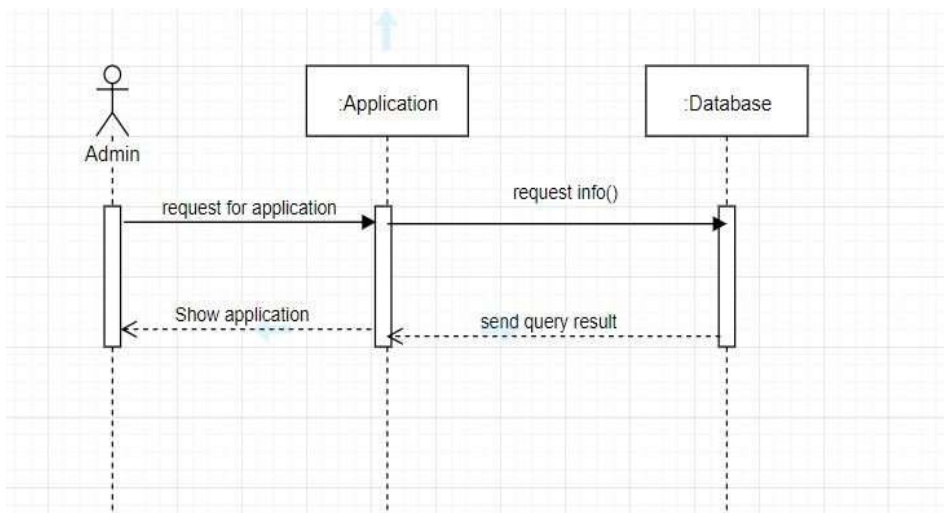 :Application
:Database
Admin
request for application
request info()
Show application
send query result